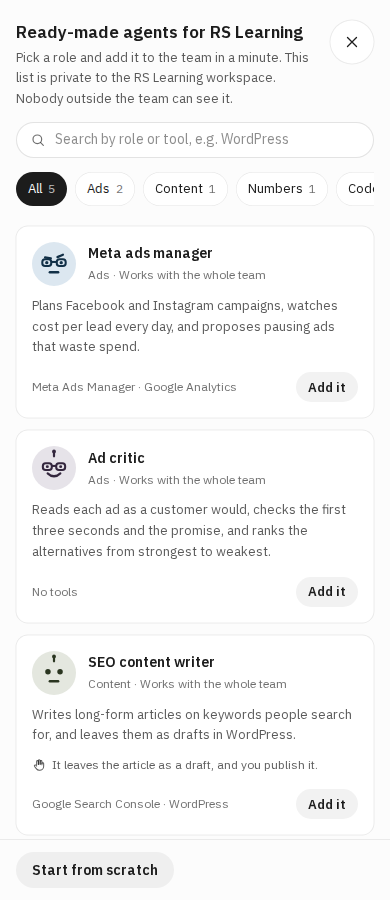 Ready-made agents for RS Learning
Pick a role and add it to the team in a minute. This
list is private to the RS Learning workspace.
Nobody outside the team can see it.
Search by role or tool, e.g. WordPress
All 5
Ads 2
Content 1
Numbers 1
Code
Meta ads manager
Ads · Works with the whole team
Plans Facebook and Instagram campaigns, watches
cost per lead every day, and proposes pausing ads
that waste spend.
Meta Ads Manager · Google Analytics
Add it
Ad critic
Ads · Works with the whole team
Reads each ad as a customer would, checks the first
three seconds and the promise, and ranks the
alternatives from strongest to weakest.
No tools
Add it
SEO content writer
Content · Works with the whole team
Writes long-form articles on keywords people search
for, and leaves them as drafts in WordPress.
It leaves the article as a draft, and you publish it.
Google Search Console · WordPress
Add it
Start from scratch